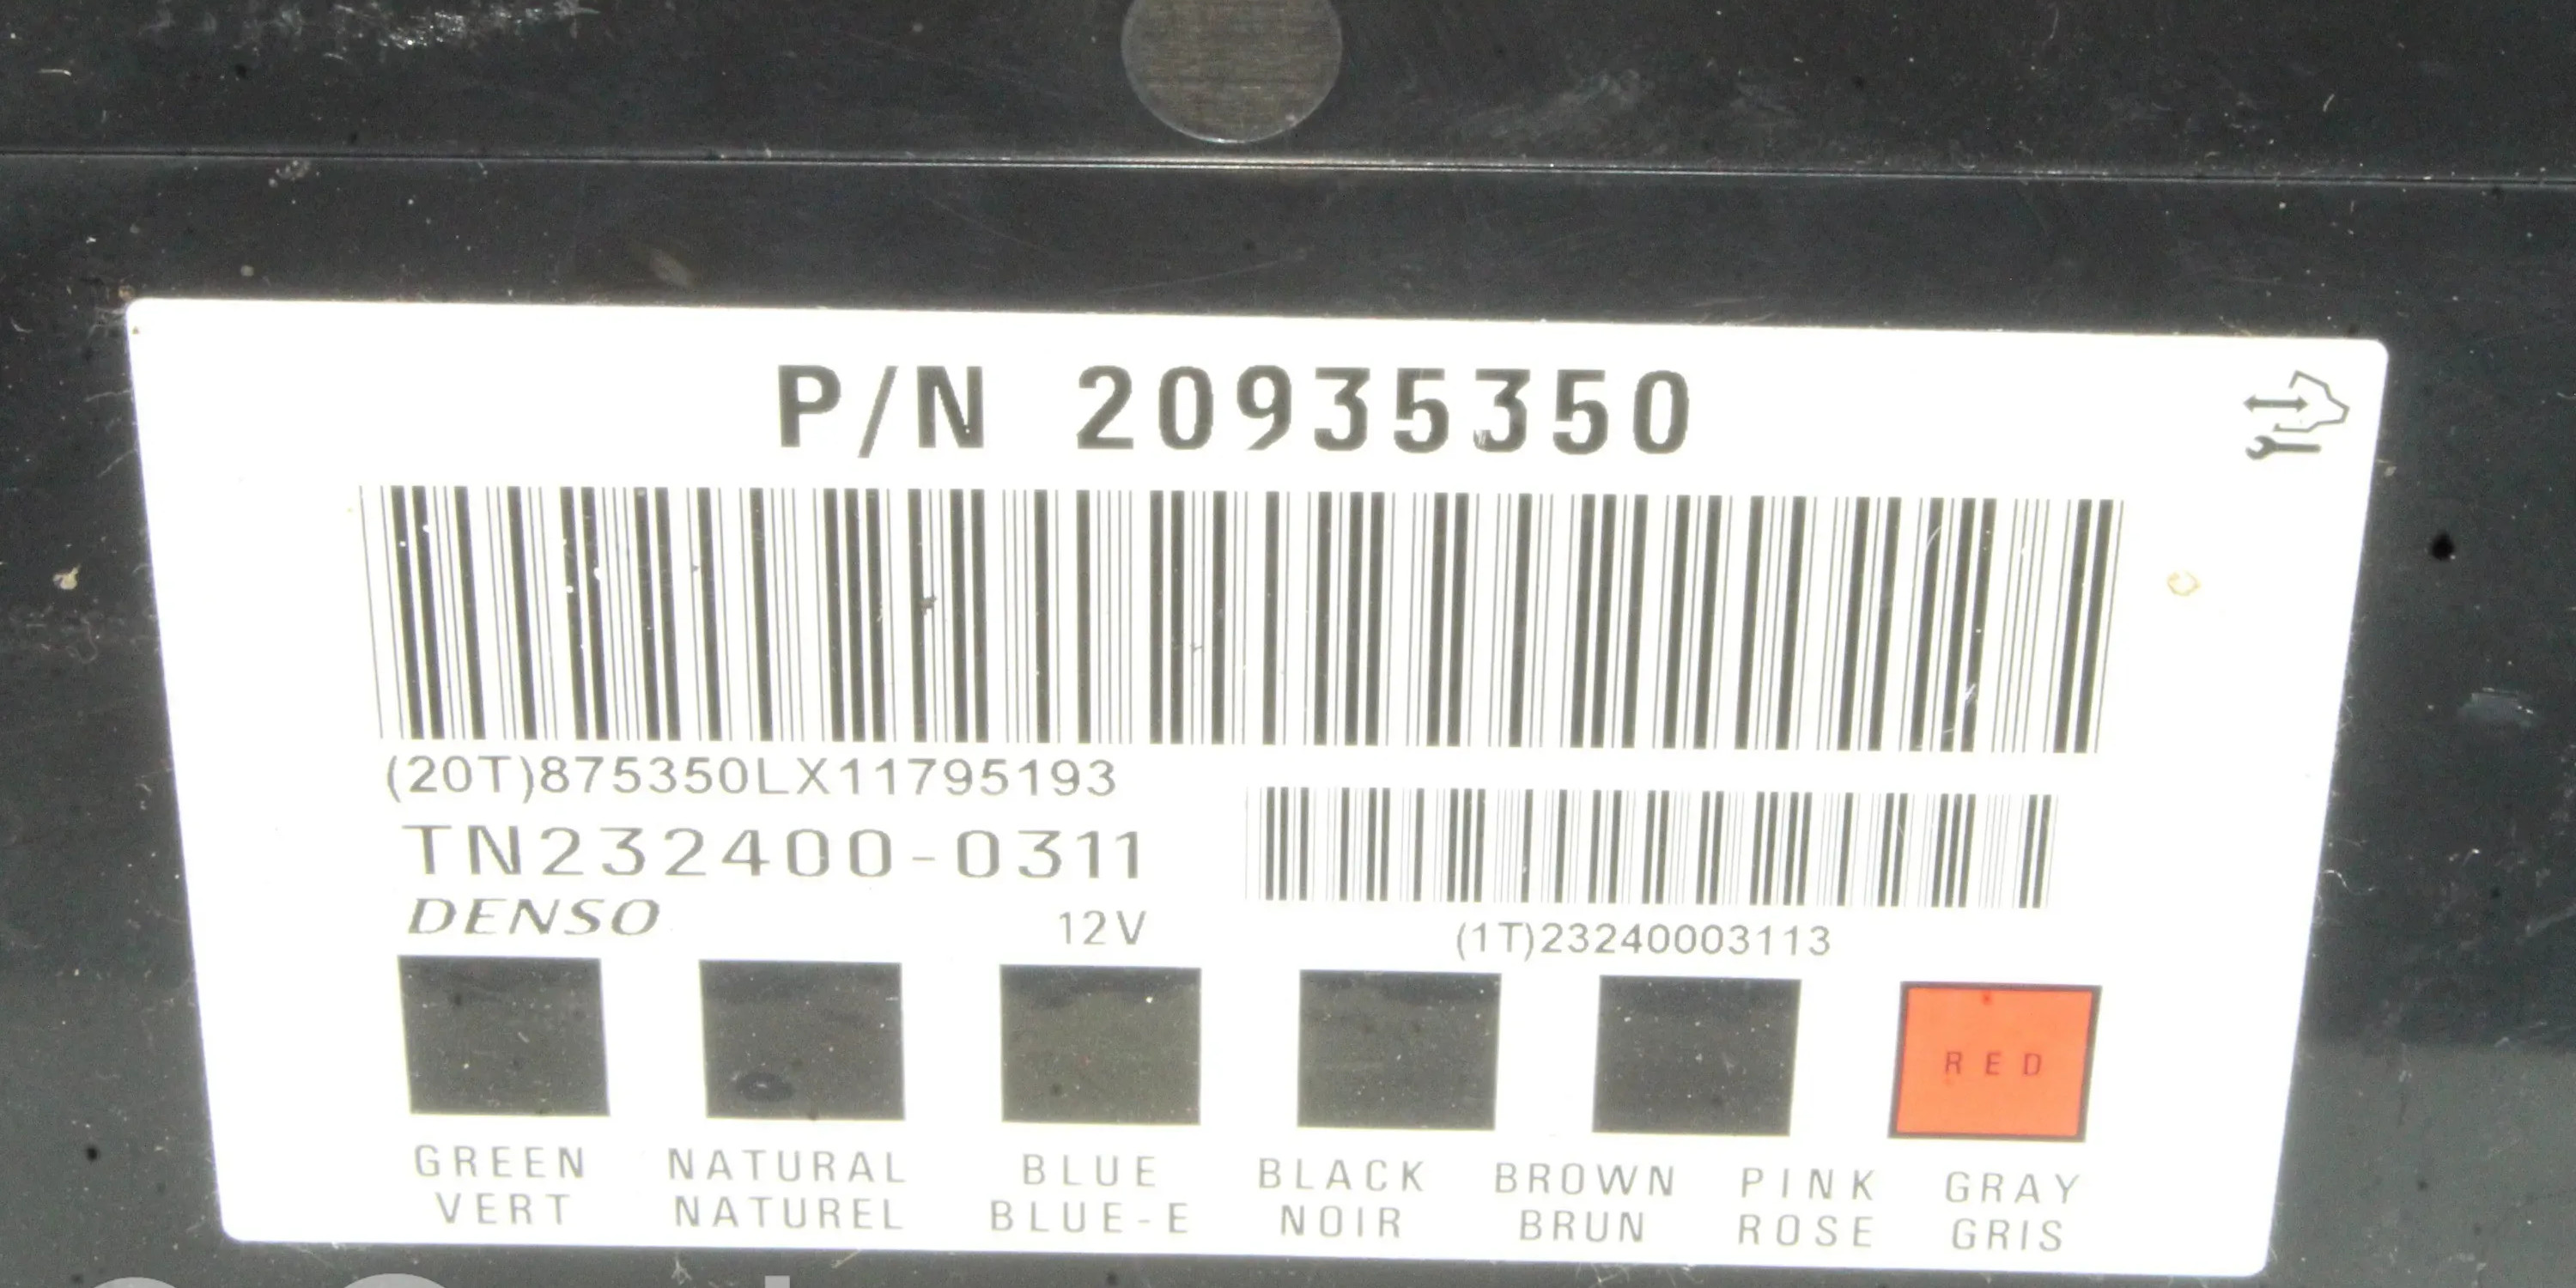 P/N 20935350
(20T)875350LX11795193
TN232400-0311
DENSO 12V
(1T)23240003113
RED
GREEN NATURAL BLUE BLACK BROWN PINK GRAY
VERT NATUREL BLUE-E NOIR BRUN ROSE GRIS